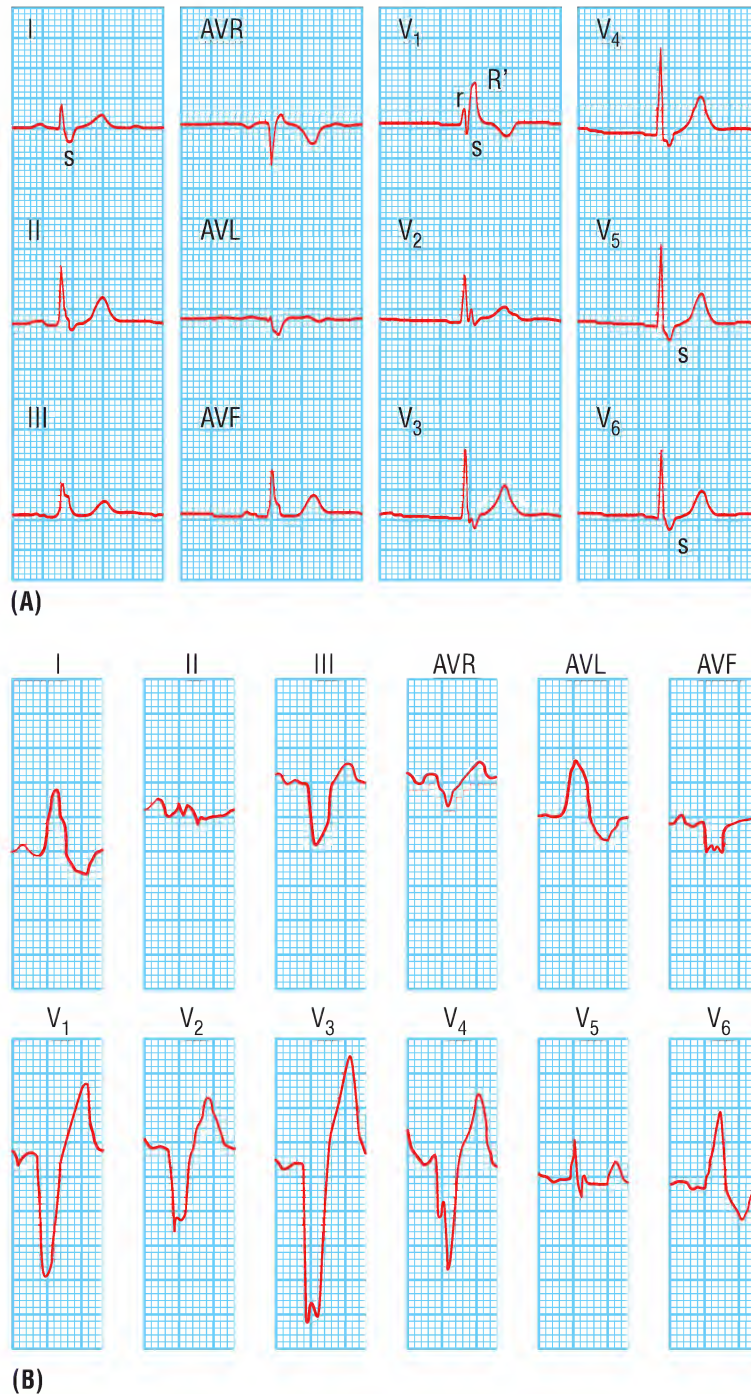 I AVR V1 V4
r R'
s S
II AVL V2 V5
s
III AVF V3 V6
s
(A)
I II III AVR AVL AVF
V1 V2 V3 V4 V5 V6
(B)